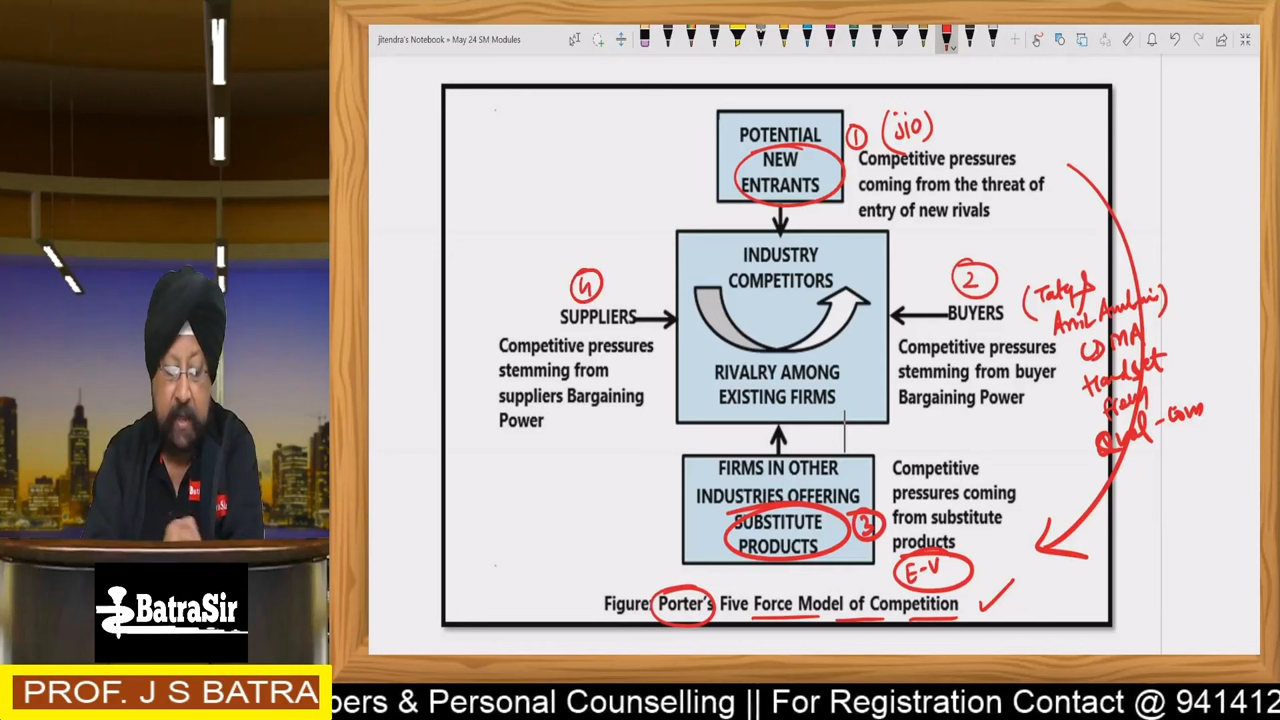 jitendra's Notebook » May 24 SM Modules
POTENTIAL
NEW
ENTRANTS
① (jio)
Competitive pressures
coming from the threat of
entry of new rivals
INDUSTRY
COMPETITORS
RIVALRY AMONG
EXISTING FIRMS
4
SUPPLIERS
Competitive pressures
stemming from
suppliers Bargaining
Power
2
BUYERS
Competitive pressures
stemming from buyer
Bargaining Power
(Tata &
Anil Ambani)
CDMA
Handset
from
Qual-com
FIRMS IN OTHER
INDUSTRIES OFFERING
SUBSTITUTE
PRODUCTS
3
Competitive
pressures coming
from substitute
products
E-V
Figure: Porter's Five Force Model of Competition
BatraSir
PROF. J S BATRA
pers & Personal Counselling || For Registration Contact @ 941412